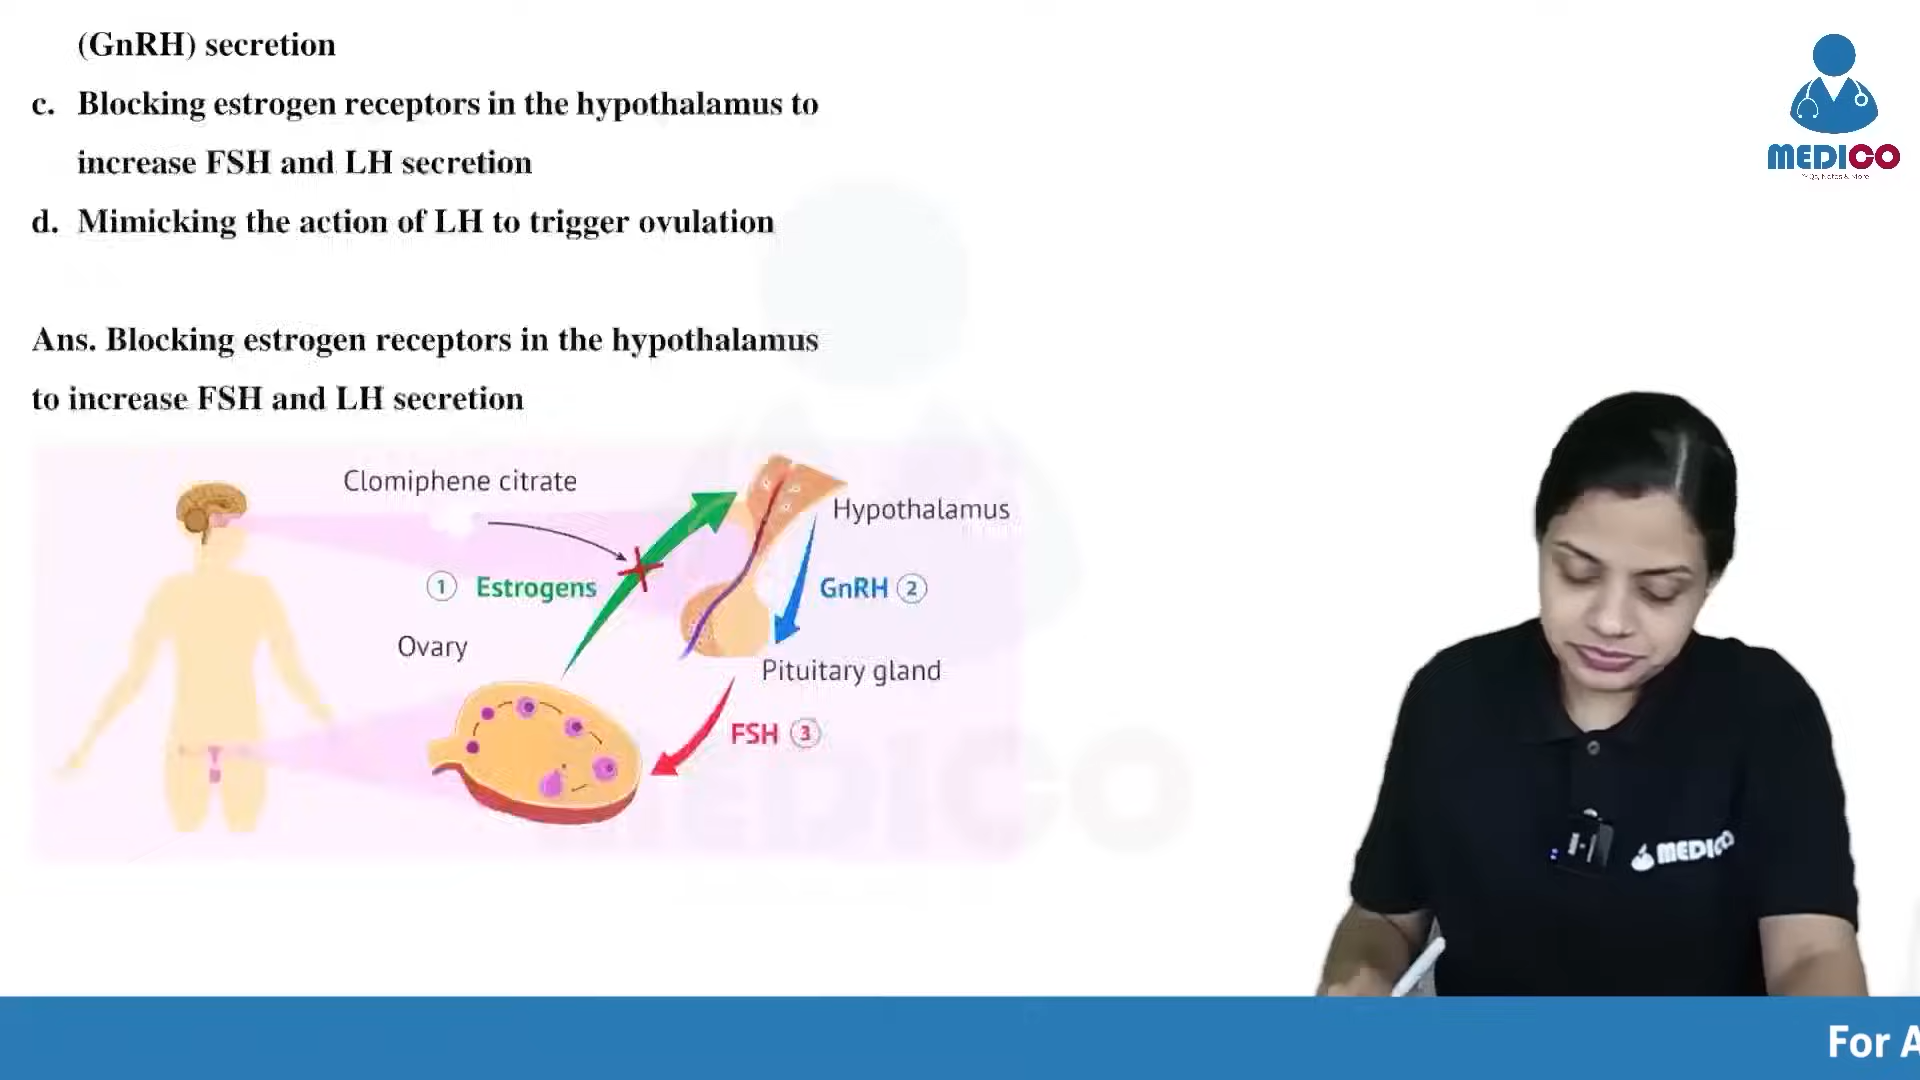 (GnRH) secretion
c. Blocking estrogen receptors in the hypothalamus to
increase FSH and LH secretion
d. Mimicking the action of LH to trigger ovulation
Ans. Blocking estrogen receptors in the hypothalamus
to increase FSH and LH secretion
MEDICO
Clomiphene citrate
Hypothalamus
1 Estrogens
GnRH 2
Ovary
Pituitary gland
FSH 3
MEDICO
MEDICO
For A